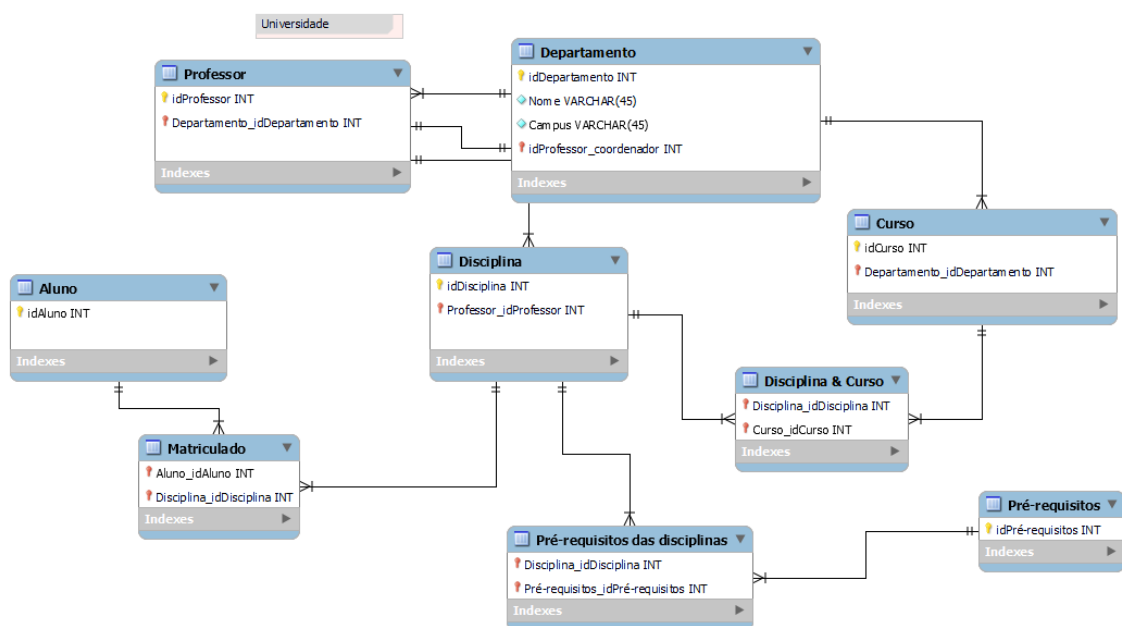 Universidade
Departamento
idDepartamento INT
Nome VARCHAR(45)
Campus VARCHAR(45)
idProfessor_coordenador INT
Indexes
Professor
idProfessor INT
Departamento_idDepartamento INT
Indexes
Curso
idCurso INT
Departamento_idDepartamento INT
Indexes
Disciplina
idDisciplina INT
Professor_idProfessor INT
Indexes
Aluno
idAluno INT
Indexes
Disciplina & Curso
Disciplina_idDisciplina INT
Curso_idCurso INT
Indexes
Matriculado
Aluno_idAluno INT
Disciplina_idDisciplina INT
Indexes
Pré-requisitos
idPré-requisitos INT
Indexes
Pré-requisitos das disciplinas
Disciplina_idDisciplina INT
Pré-requisitos_idPré-requisitos INT
Indexes